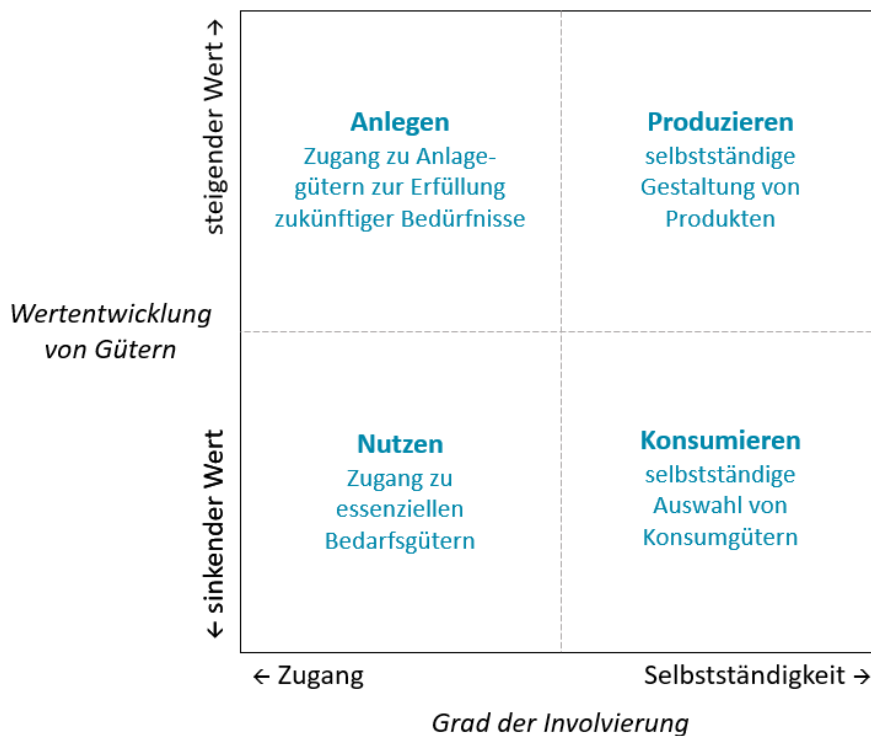 steigender Wert →
Anlegen
Zugang zu Anlage-
gütern zur Erfüllung
zukünftiger Bedürfnisse
Produzieren
selbstständige
Gestaltung von
Produkten
Wertentwicklung
von Gütern
← sinkender Wert
Nutzen
Zugang zu
essenziellen
Bedarfsgütern
Konsumieren
selbstständige
Auswahl von
Konsumgütern
← Zugang
Selbstständigkeit →
Grad der Involvierung